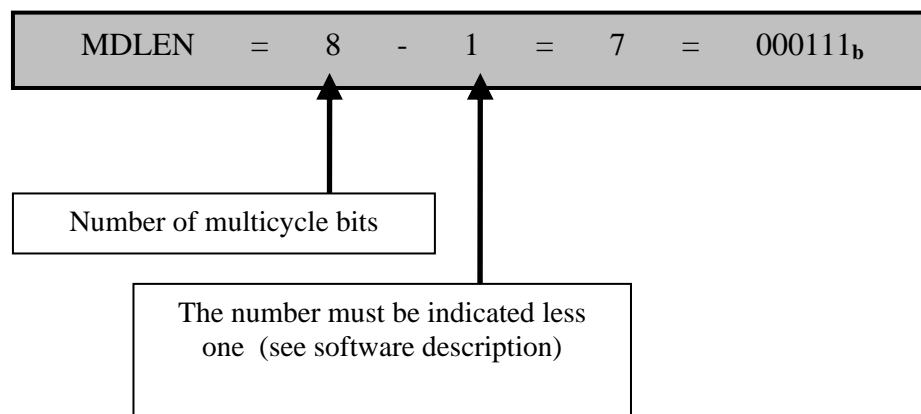 MDLEN = 8 - 1 = 7 = 000111b
Number of multicycle bits
The number must be indicated less
one (see software description)